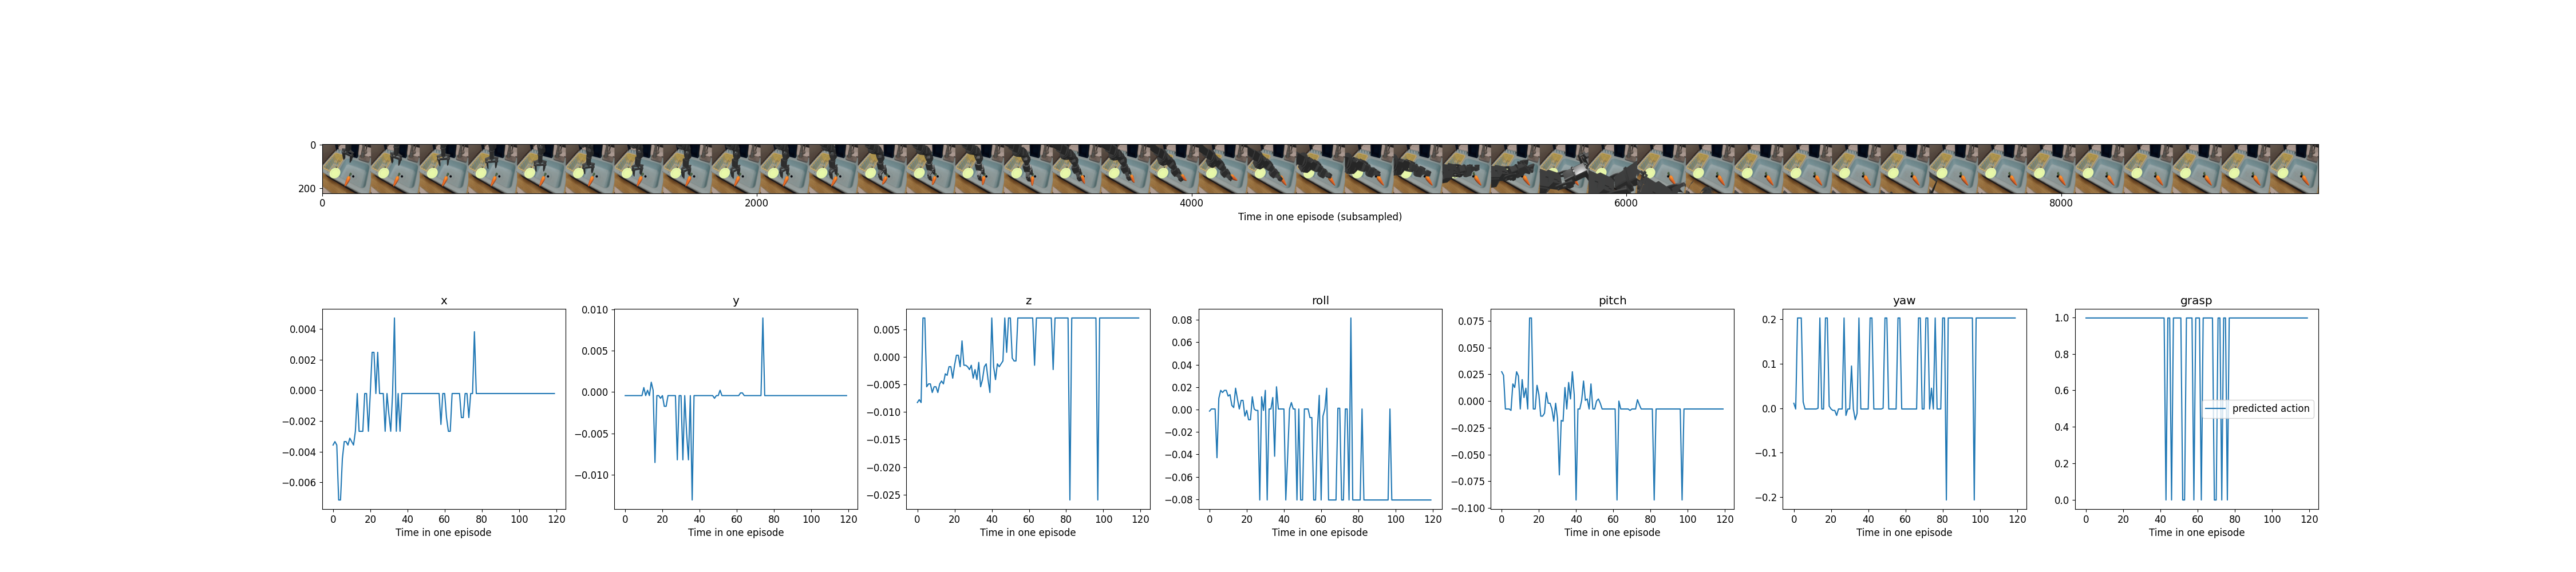 0
200
0 2000 4000 6000 8000
Time in one episode (subsampled)
x
0.004
0.002
0.000
−0.002
−0.004
−0.006
0 20 40 60 80 100 120
Time in one episode
y
0.010
0.005
0.000
−0.005
−0.010
0 20 40 60 80 100 120
Time in one episode
z
0.005
0.000
−0.005
−0.010
−0.015
−0.020
−0.025
0 20 40 60 80 100 120
Time in one episode
roll
0.08
0.06
0.04
0.02
0.00
−0.02
−0.04
−0.06
−0.08
0 20 40 60 80 100 120
Time in one episode
pitch
0.075
0.050
0.025
0.000
−0.025
−0.050
−0.075
−0.100
0 20 40 60 80 100 120
Time in one episode
yaw
0.2
0.1
0.0
−0.1
−0.2
0 20 40 60 80 100 120
Time in one episode
grasp
1.0
0.8
0.6
0.4
0.2
0.0
predicted action
0 20 40 60 80 100 120
Time in one episode